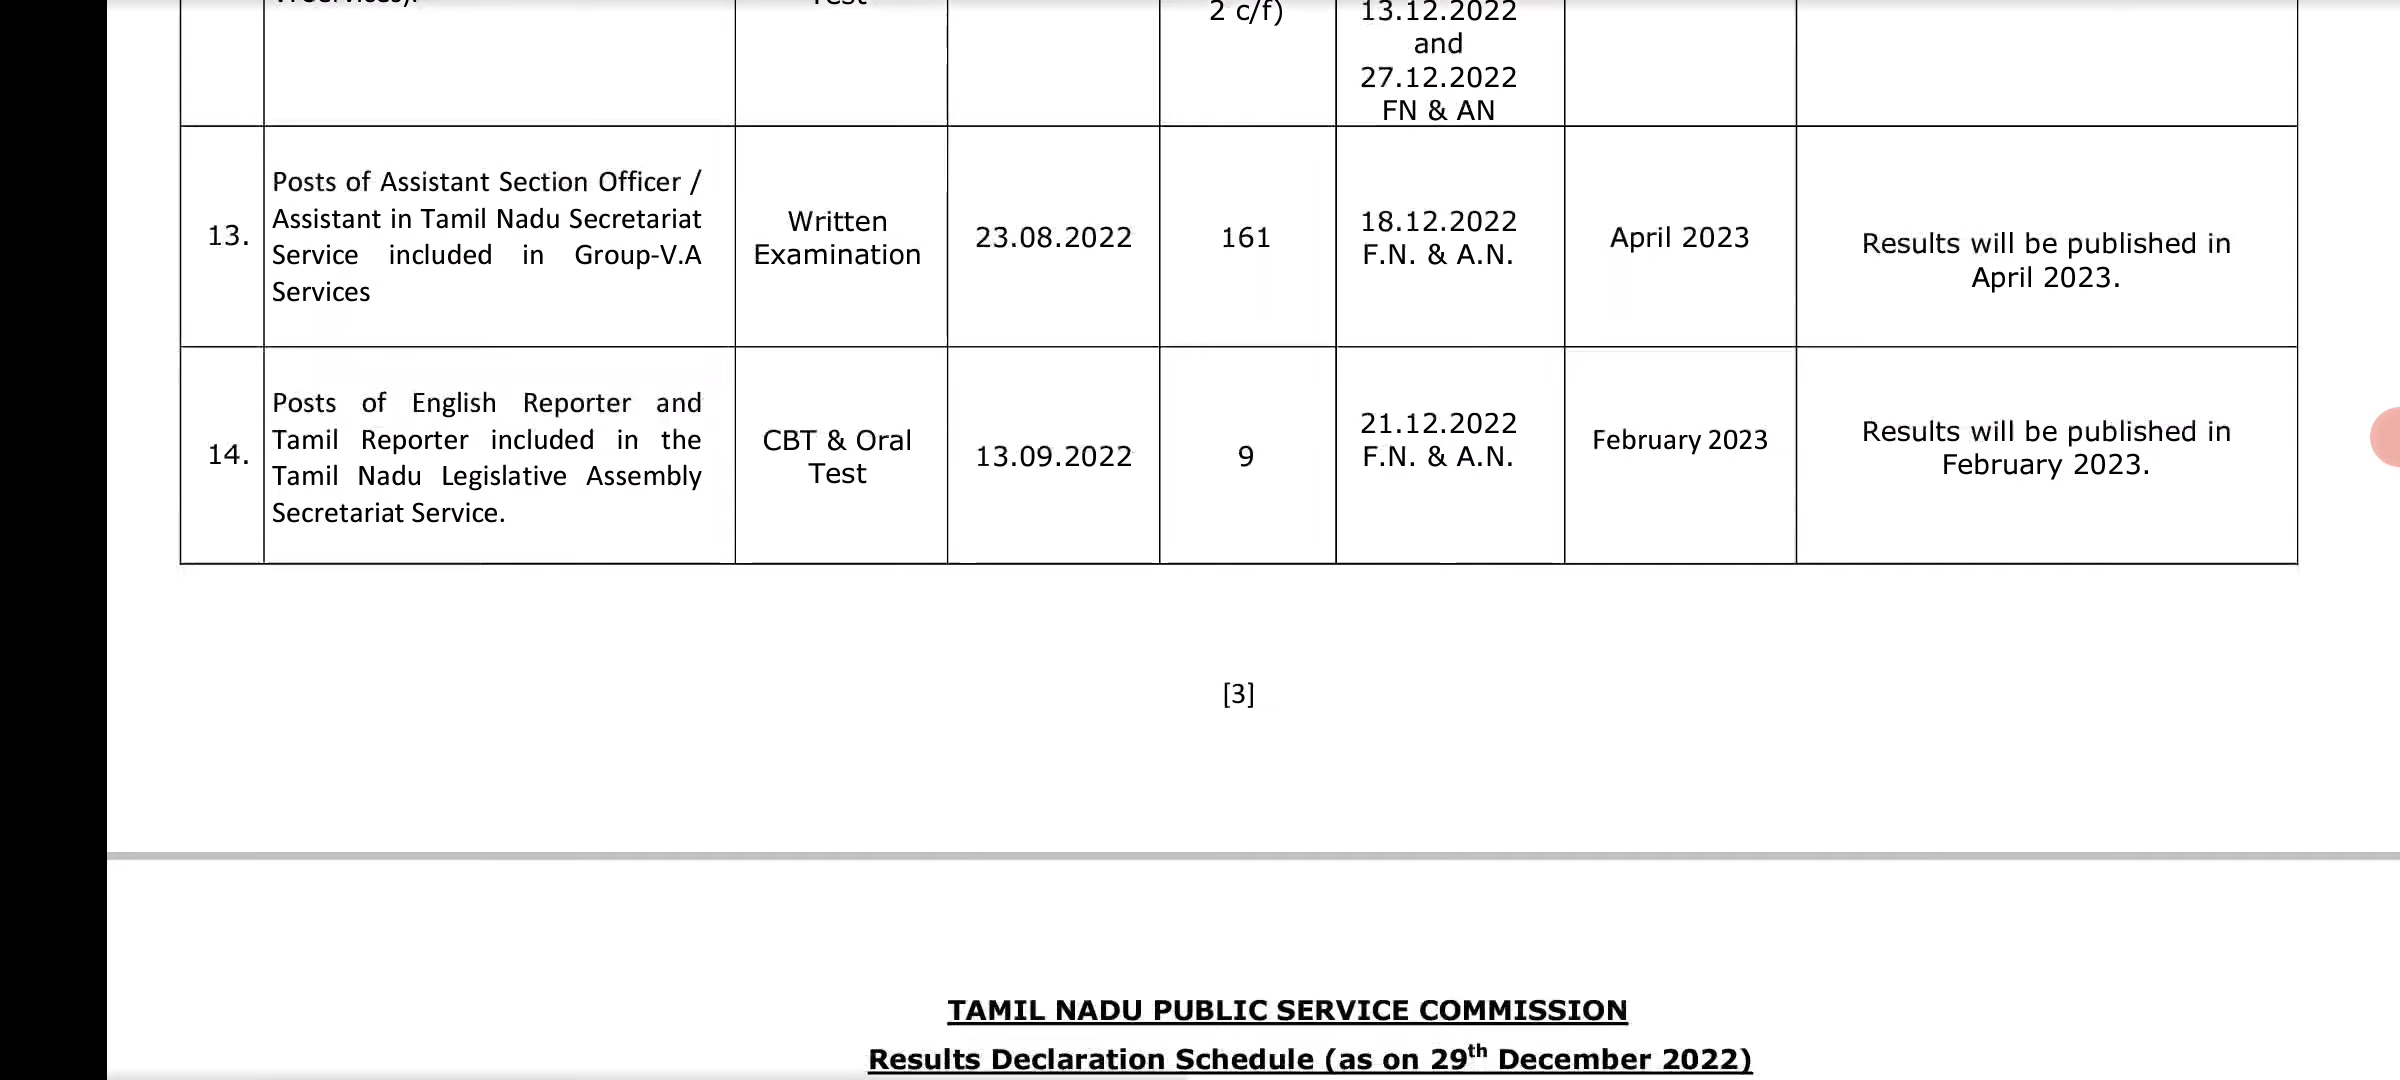 2 c/f)
13.12.2022
and
27.12.2022
FN & AN
13.
Posts of Assistant Section Officer /
Assistant in Tamil Nadu Secretariat
Service included in Group-V.A
Services
Written
Examination
23.08.2022
161
18.12.2022
F.N. & A.N.
April 2023
Results will be published in
April 2023.
14.
Posts of English Reporter and
Tamil Reporter included in the
Tamil Nadu Legislative Assembly
Secretariat Service.
CBT & Oral
Test
13.09.2022
9
21.12.2022
F.N. & A.N.
February 2023
Results will be published in
February 2023.
[3]
TAMIL NADU PUBLIC SERVICE COMMISSION
Results Declaration Schedule (as on 29th December 2022)